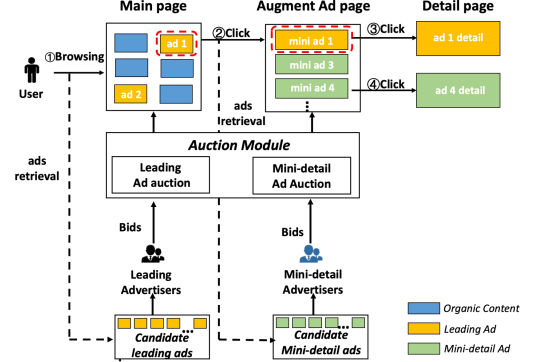 Main page
Augment Ad page
Detail page
①Browsing
②Click
③Click
④Click
ad 1
ad 2
mini ad 1
mini ad 3
mini ad 4
ad 1 detail
ad 4 detail
User
ads
retrieval
ads
retrieval
Auction Module
Leading
Ad auction
Mini-detail
Ad Auction
Bids
Bids
Leading
Advertisers
Mini-detail
Advertisers
Candidate
leading ads
Candidate
Mini-detail ads
Organic Content
Leading Ad
Mini-detail Ad